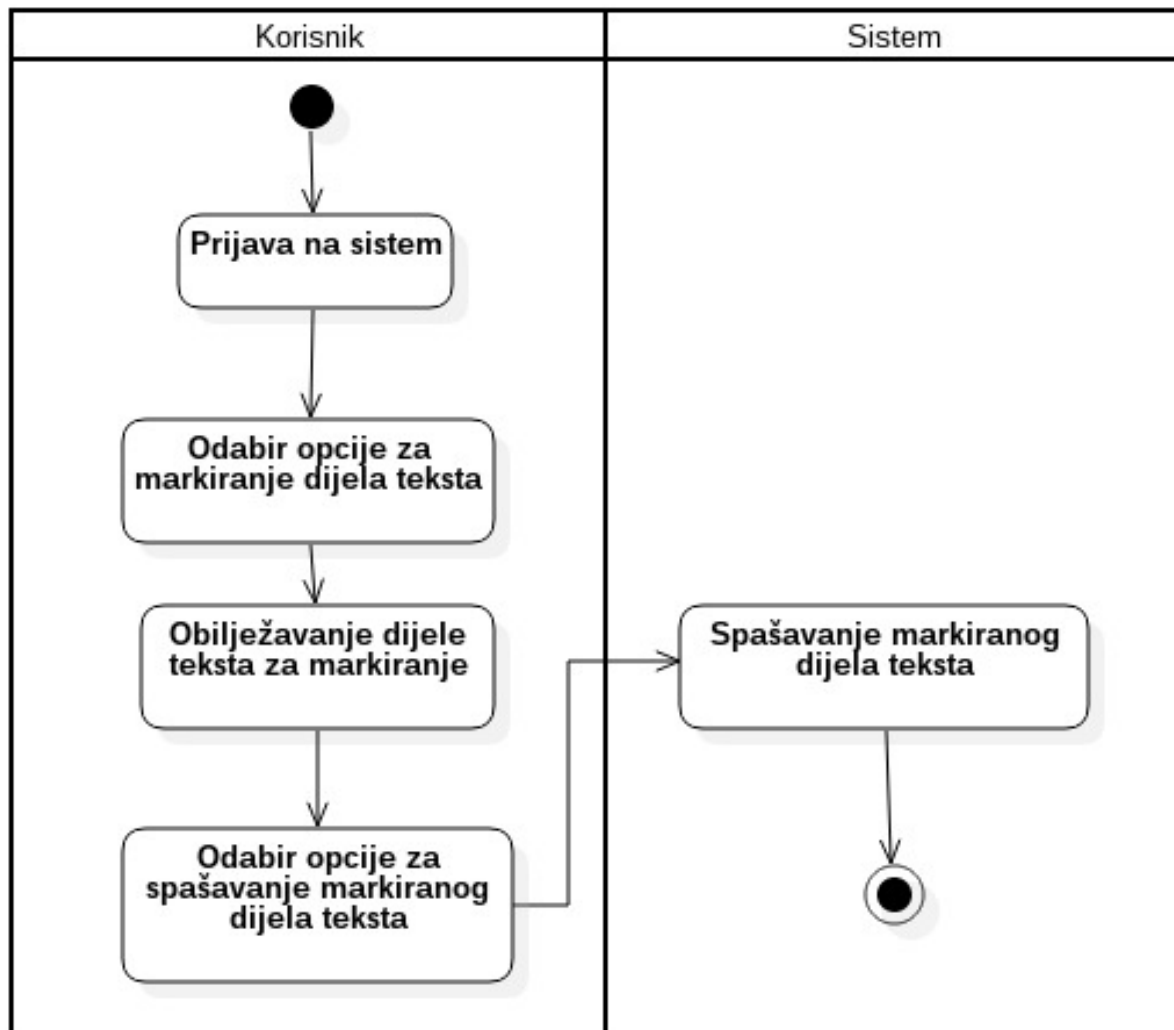 Korisnik
Sistem
Prijava na sistem
Odabir opcije za
markiranje dijela teksta
Obilježavanje dijele
teksta za markiranje
Odabir opcije za
spašavanje markiranog
dijela teksta
Spašavanje markiranog
dijela teksta